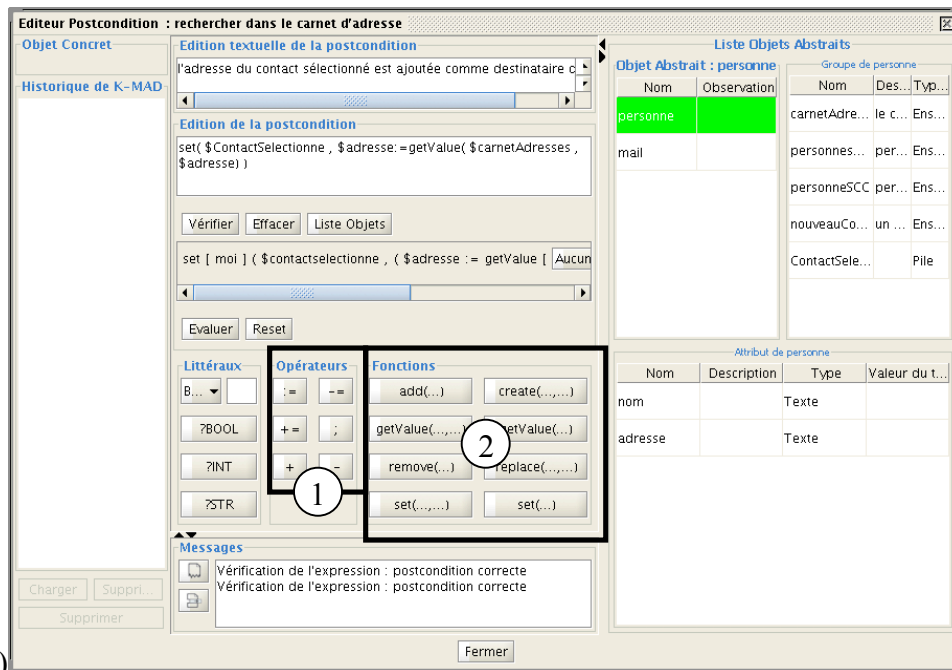 Editeur Postcondition : rechercher dans le carnet d'adresse
Objet Concret
Historique de K-MAD
Charger
Suppri...
Supprimer
Edition textuelle de la postcondition
l'adresse du contact sélectionné est ajoutée comme destinataire
Edition de la postcondition
set( $ContactSelectionne , $adresse:=getValue( $carnetAdresses ,
$adresse) )
Vérifier
Effacer
Liste Objets
set [ moi ] ( $contactselectionne , ( $adresse := getValue [ Aucun
Evaluer
Reset
Littéraux
B...
?BOOL
?INT
?STR
Opérateurs
:=
-=
+=
;
+
-
1
Fonctions
add(...)
create(...,...)
getValue(...,...)
getValue(...)
remove(...)
replace(...,...)
set(...,...)
set(...)
2
Messages
Vérification de l'expression : postcondition correcte
Vérification de l'expression : postcondition correcte
Liste Objets Abstraits
Objet Abstrait : personne
Nom
Observation
personne
mail
Groupe de personne
Nom
Des...
Typ...
carnetAdre...
le c...
Ens...
personnes...
per...
Ens...
personneSCC
per...
Ens...
nouveauCo...
un ...
Ens...
ContactSele...
Pile
Attribut de personne
Nom
Description
Type
Valeur du t...
nom
Texte
adresse
Texte
Fermer
)